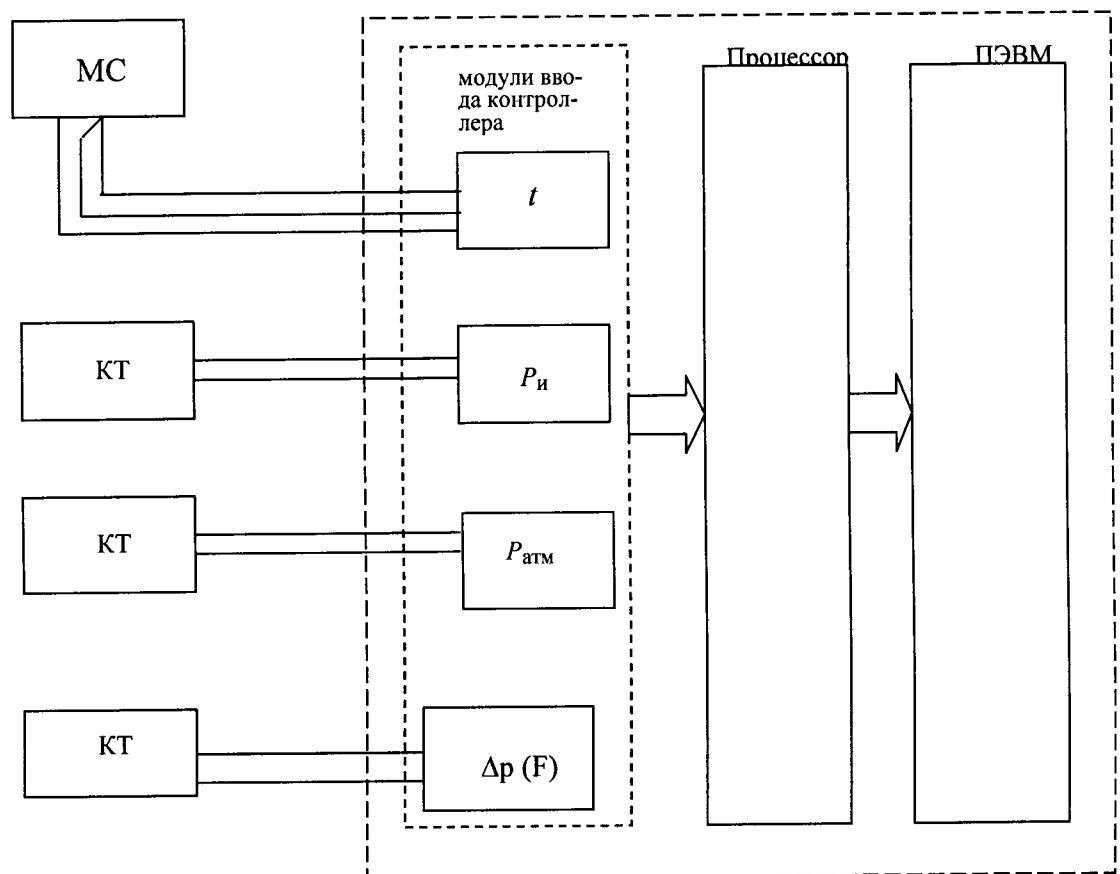 МС
модули вво-
да контрол-
лера
Процессор
ПЭВМ
t
КТ
Pи
КТ
Pатм
КТ
Δp (F)